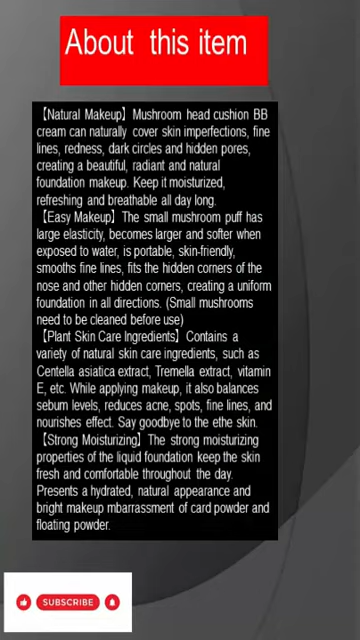 About this item
【Natural Makeup】Mushroom head cushion BB
cream can naturally cover skin imperfections, fine
lines, redness, dark circles and hidden pores,
creating a beautiful, radiant and natural
foundation makeup. Keep it moisturized,
refreshing and breathable all day long.
【Easy Makeup】The small mushroom puff has
large elasticity, becomes larger and softer when
exposed to water, is portable, skin-friendly,
smooths fine lines, fits the hidden corners of the
nose and other hidden corners, creating a uniform
foundation in all directions. (Small mushrooms
need to be cleaned before use)
【Plant Skin Care Ingredients】Contains a
variety of natural skin care ingredients, such as
Centella asiatica extract, Tremella extract, vitamin
E, etc. While applying makeup, it also balances
sebum levels, reduces acne, spots, fine lines, and
nourishes effect. Say goodbye to the ethe skin.
【Strong Moisturizing】The strong moisturizing
properties of the liquid foundation keep the skin
fresh and comfortable throughout the day.
Presents a hydrated, natural appearance and
bright makeup mbarrassment of card powder and
floating powder.
SUBSCRIBE